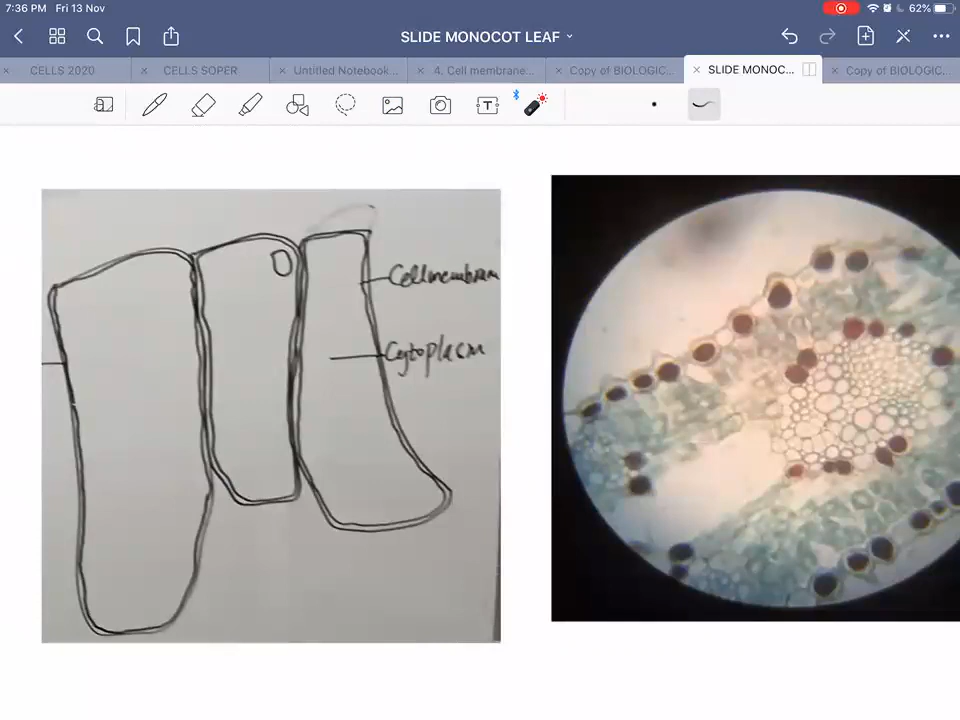 7:36 PM Fri 13 Nov
62%
SLIDE MONOCOT LEAF
CELLS 2020
CELLS SOPER
Untitled Notebook...
4. Cell membrane...
Copy of BIOLOGIC...
SLIDE MONOC...
Copy of BIOLOGIC...
T
Cell membran
Cytoplasm